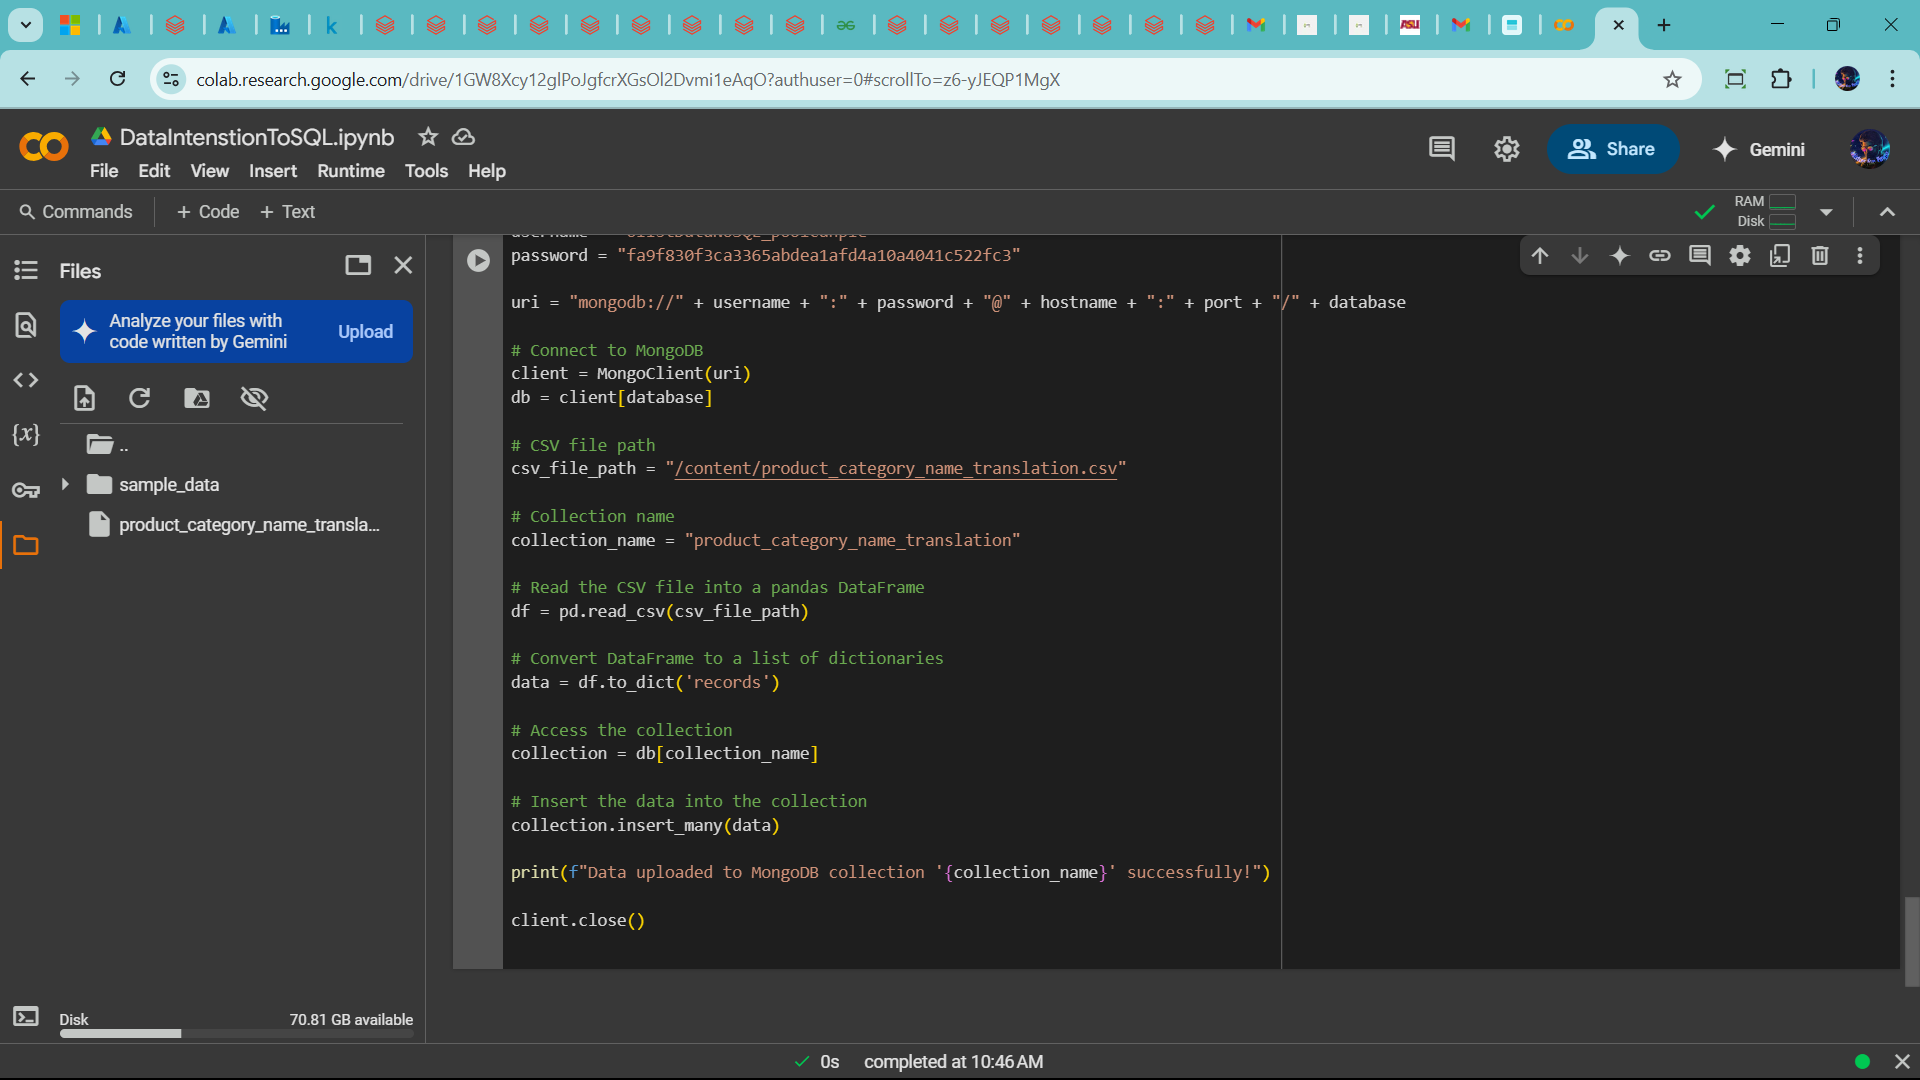 colab.research.google.com/drive/1GW8Xcy12glPoJgfcrXGsOl2Dvmi1eAqO?authuser=0#scrollTo=z6-yJEQP1MgX
DataIntenstionToSQL.ipynb
Share
Gemini
File Edit View Insert Runtime Tools Help
Commands + Code + Text
RAM
Disk
Files
Analyze your files with
code written by Gemini
Upload
{x}
..
sample_data
product_category_name_transla...
Disk
70.81 GB available
password = "fa9f830f3ca3365abdea1afd4a10a4041c522fc3"
uri = "mongodb://" + username + ":" + password + "@" + hostname + ":" + port + "/" + database
# Connect to MongoDB
client = MongoClient(uri)
db = client[database]
# CSV file path
csv_file_path = "/content/product_category_name_translation.csv"
# Collection name
collection_name = "product_category_name_translation"
# Read the CSV file into a pandas DataFrame
df = pd.read_csv(csv_file_path)
# Convert DataFrame to a list of dictionaries
data = df.to_dict('records')
# Access the collection
collection = db[collection_name]
# Insert the data into the collection
collection.insert_many(data)
print(f"Data uploaded to MongoDB collection '{collection_name}' successfully!")
client.close()
0s completed at 10:46 AM